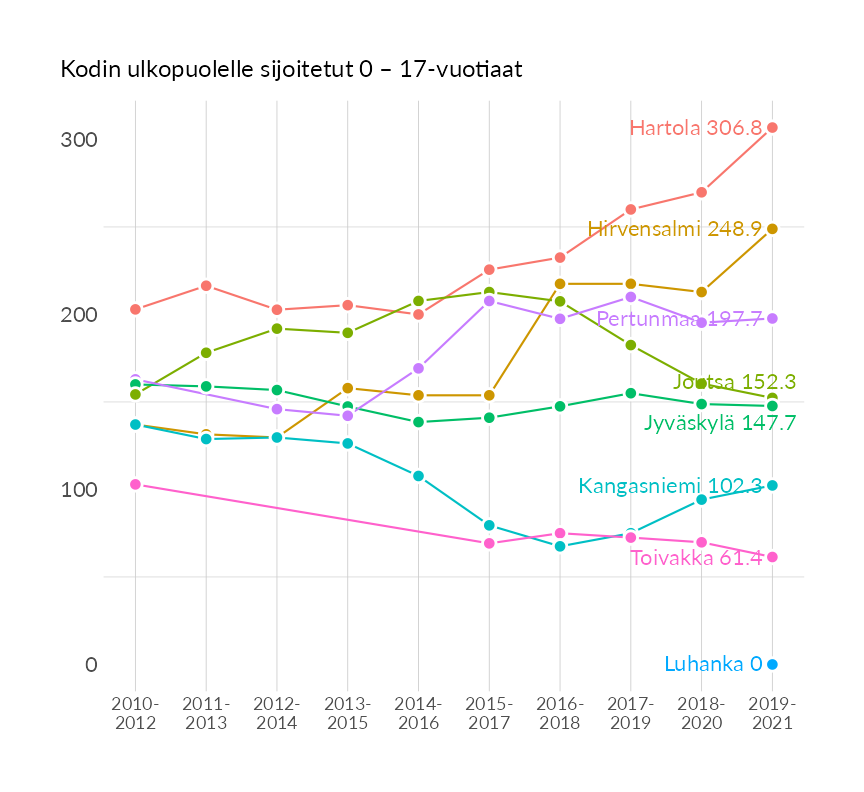 Kodin ulkopuolelle sijoitetut 0 – 17-vuotiaat
300
200
100
0
Hartola 306.8
Hirvensalmi 248.9
Pertunmaa 197.7
Joutsa 152.3
Jyväskylä 147.7
Kangasniemi 102.3
Toivakka 61.4
Luhanka 0
2010-
2012
2011-
2013
2012-
2014
2013-
2015
2014-
2016
2015-
2017
2016-
2018
2017-
2019
2018-
2020
2019-
2021